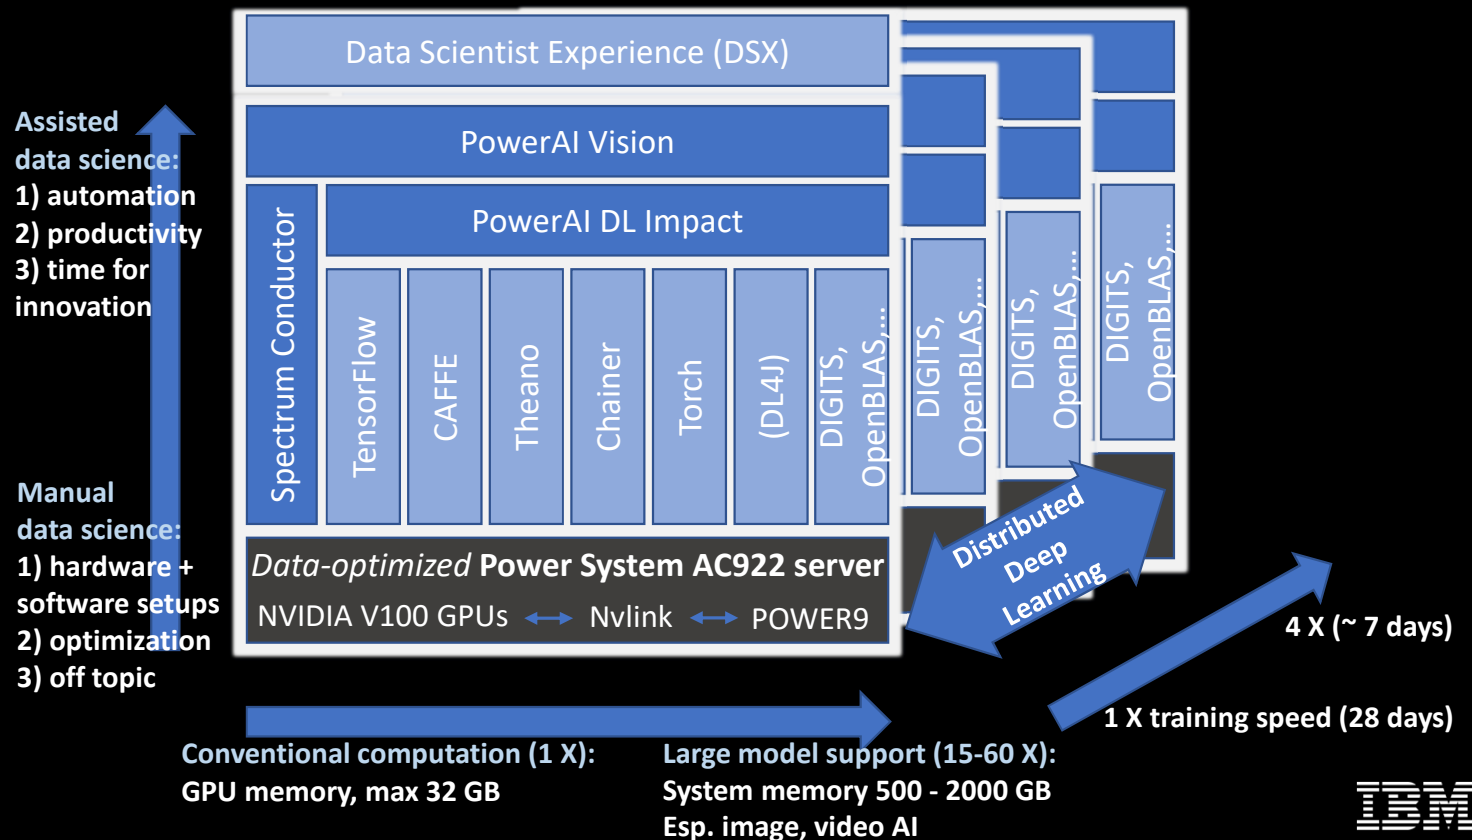 Data Scientist Experience (DSX)
PowerAI Vision
PowerAI DL Impact
Spectrum Conductor
TensorFlow
CAFFE
Theano
Chainer
Torch
(DL4J)
DIGITS,
OpenBLAS,...
DIGITS,
OpenBLAS,...
DIGITS,
OpenBLAS,...
DIGITS,
OpenBLAS,...
Data-optimized Power System AC922 server
NVIDIA V100 GPUs
Nvlink
POWER9
Assisted
data science:
1) automation
2) productivity
3) time for
innovation
Manual
data science:
1) hardware +
software setups
2) optimization
3) off topic
Distributed
Deep
Learning
4 X (~ 7 days)
1 X training speed (28 days)
Conventional computation (1 X):
GPU memory, max 32 GB
Large model support (15-60 X):
System memory 500 - 2000 GB
Esp. image, video AI
IBM